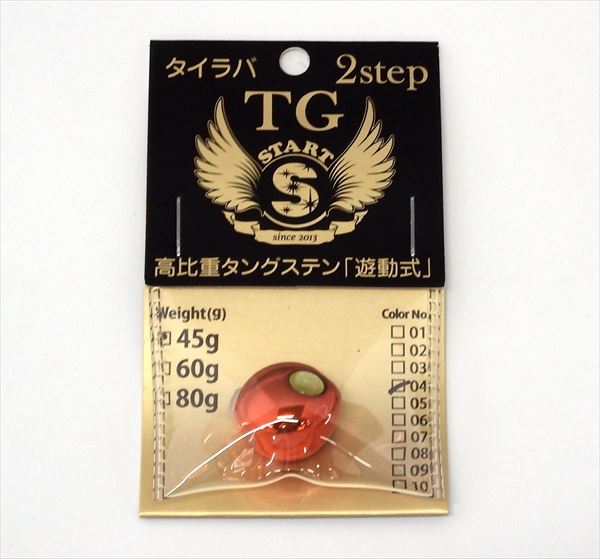 タイラバ 2step
TG
START
S
since 2013
高比重タングステン「遊動式」
Weight(g)
45g
60g
80g
Color No
01
02
03
04
05
06
07
08
09
10